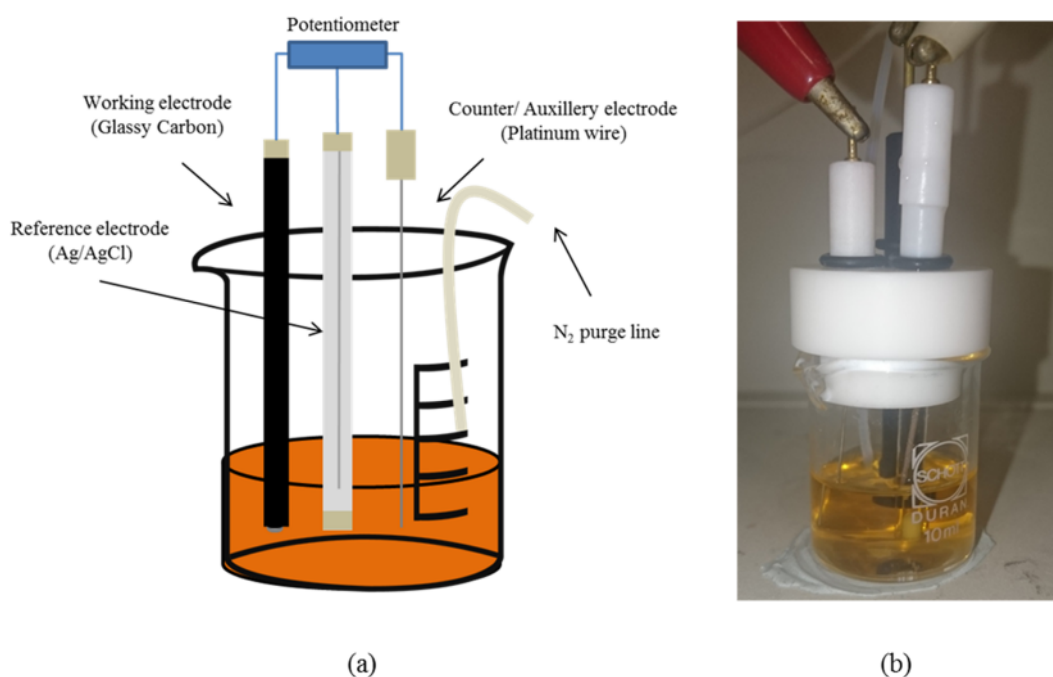 Potentiometer
Working electrode
(Glassy Carbon)
Counter/ Auxillery electrode
(Platinum wire)
Reference electrode
(Ag/AgCl)
N₂ purge line
SCHOTT
DURAN
10ml
(a)
(b)